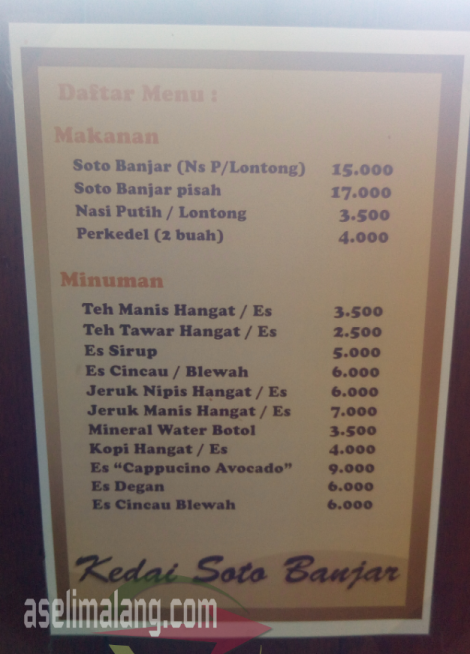 Daftar Menu :
Makanan
Soto Banjar (Ns P/Lontong) 15.000
Soto Banjar pisah 17.000
Nasi Putih / Lontong 3.500
Perkedel (2 buah) 4.000
Minuman
Teh Manis Hangat / Es 3.500
Teh Tawar Hangat / Es 2.500
Es Sirup 5.000
Es Cincau / Blewah 6.000
Jeruk Nipis Hangat / Es 6.000
Jeruk Manis Hangat / Es 7.000
Mineral Water Botol 3.500
Kopi Hangat / Es 4.000
Es “Cappucino Avocado” 9.000
Es Degan 6.000
Es Cincau Blewah 6.000
Kedai Soto Banjar
aselimalang.com